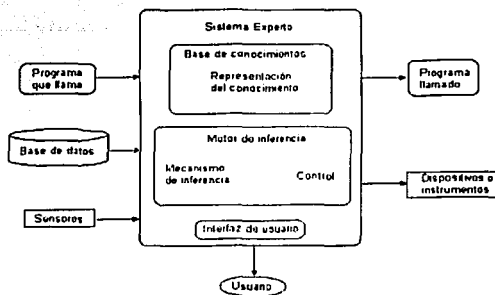 Sistema Experto
Base de conocimientos
Representación
del conocimiento
Programa
que llama
Programa
llamado
Motor de inferencia
Base de datos
Mecanismo
de inferencia
Control
Dispositivos o
instrumentos
Sensores
Interfaz de usuario
Usuario